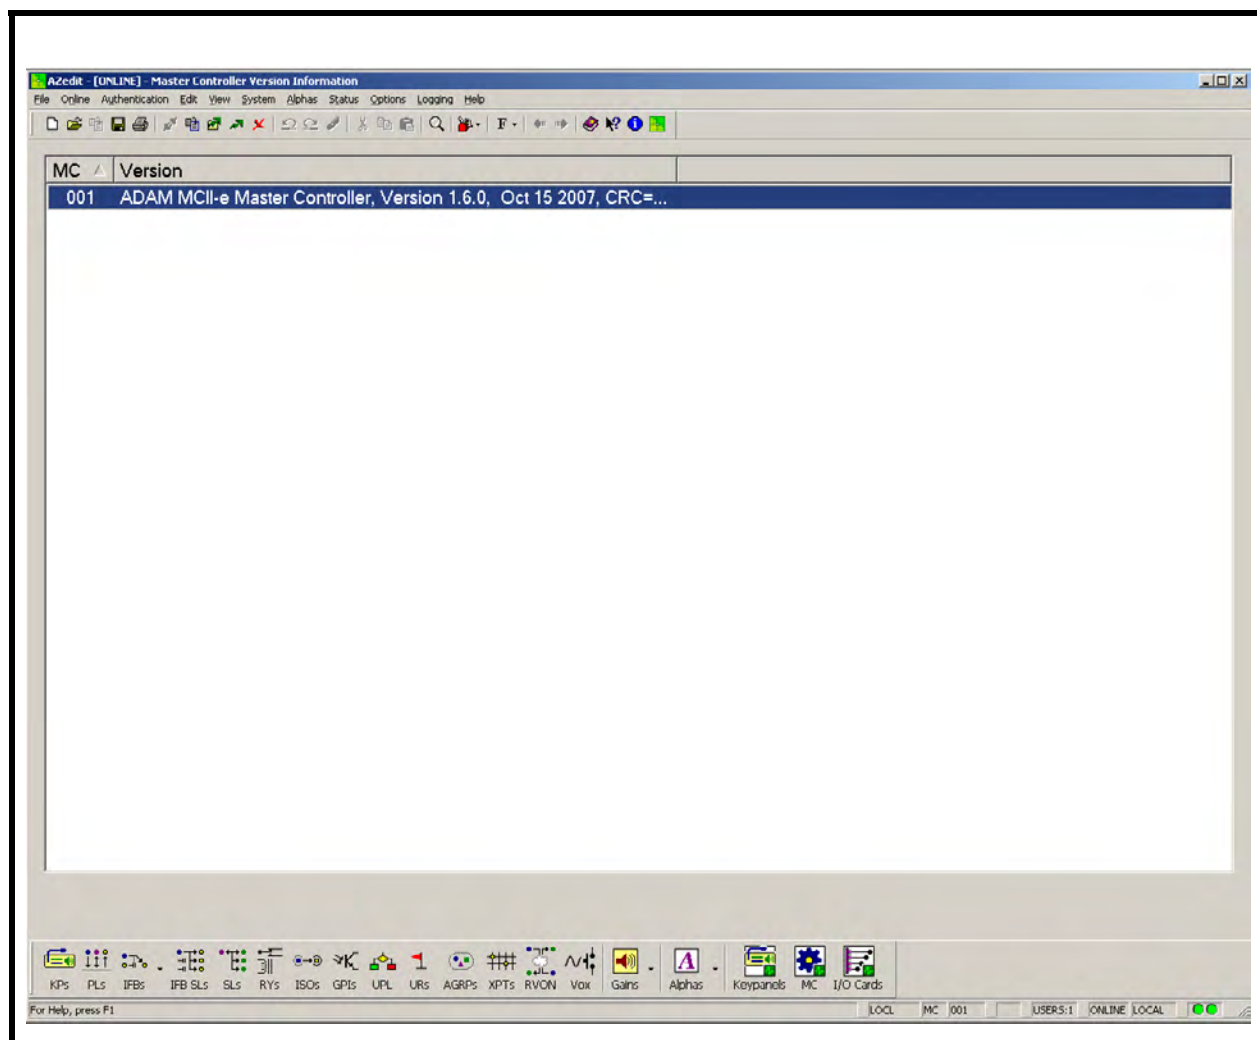 AZedit - [ONLINE] - Master Controller Version Information
File Online Authentication Edit View System Alphas Status Options Logging Help
F
MC Version
001 ADAM MCII-e Master Controller, Version 1.6.0, Oct 15 2007, CRC=...
A
KPs PLs IFBs IFB SLs SLs RYs ISOs GPIs UPL URs AGRPs XPTs RVON Vox Gains Alphas Keypanels MC I/O Cards
For Help, press F1 LOCL MC 001 USERS:1 ONLINE LOCAL